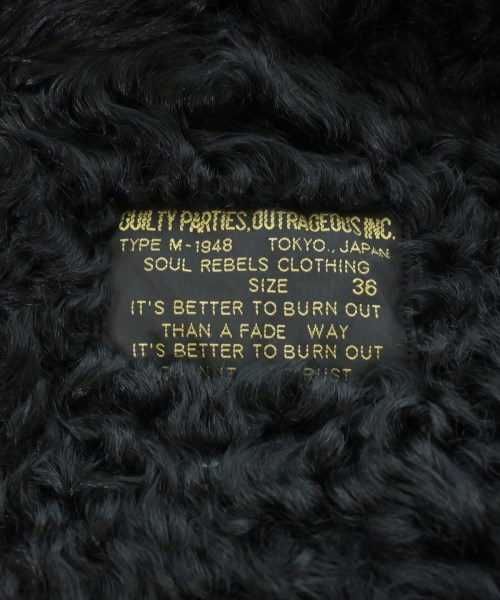 GUILTY PARTIES, OUTRAGEOUS INC.
TYPE M-1948 TOKYO., JAPAN.
SOUL REBELS CLOTHING
SIZE 36
IT'S BETTER TO BURN OUT
THAN A FADE WAY
IT'S BETTER TO BURN OUT
RUST